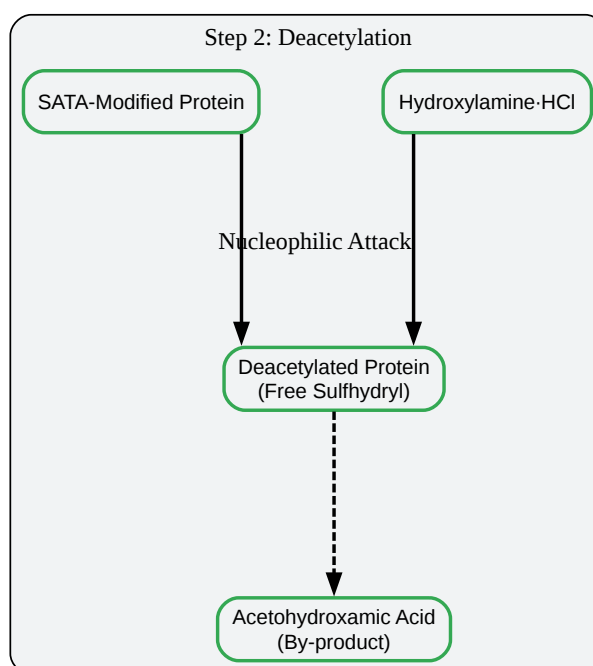 Step 2: Deacetylation
SATA-Modified Protein
Hydroxylamine·HCl
Nucleophilic Attack
Deacetylated Protein
(Free Sulfhydryl)
Acetohydroxamic Acid
(By-product)